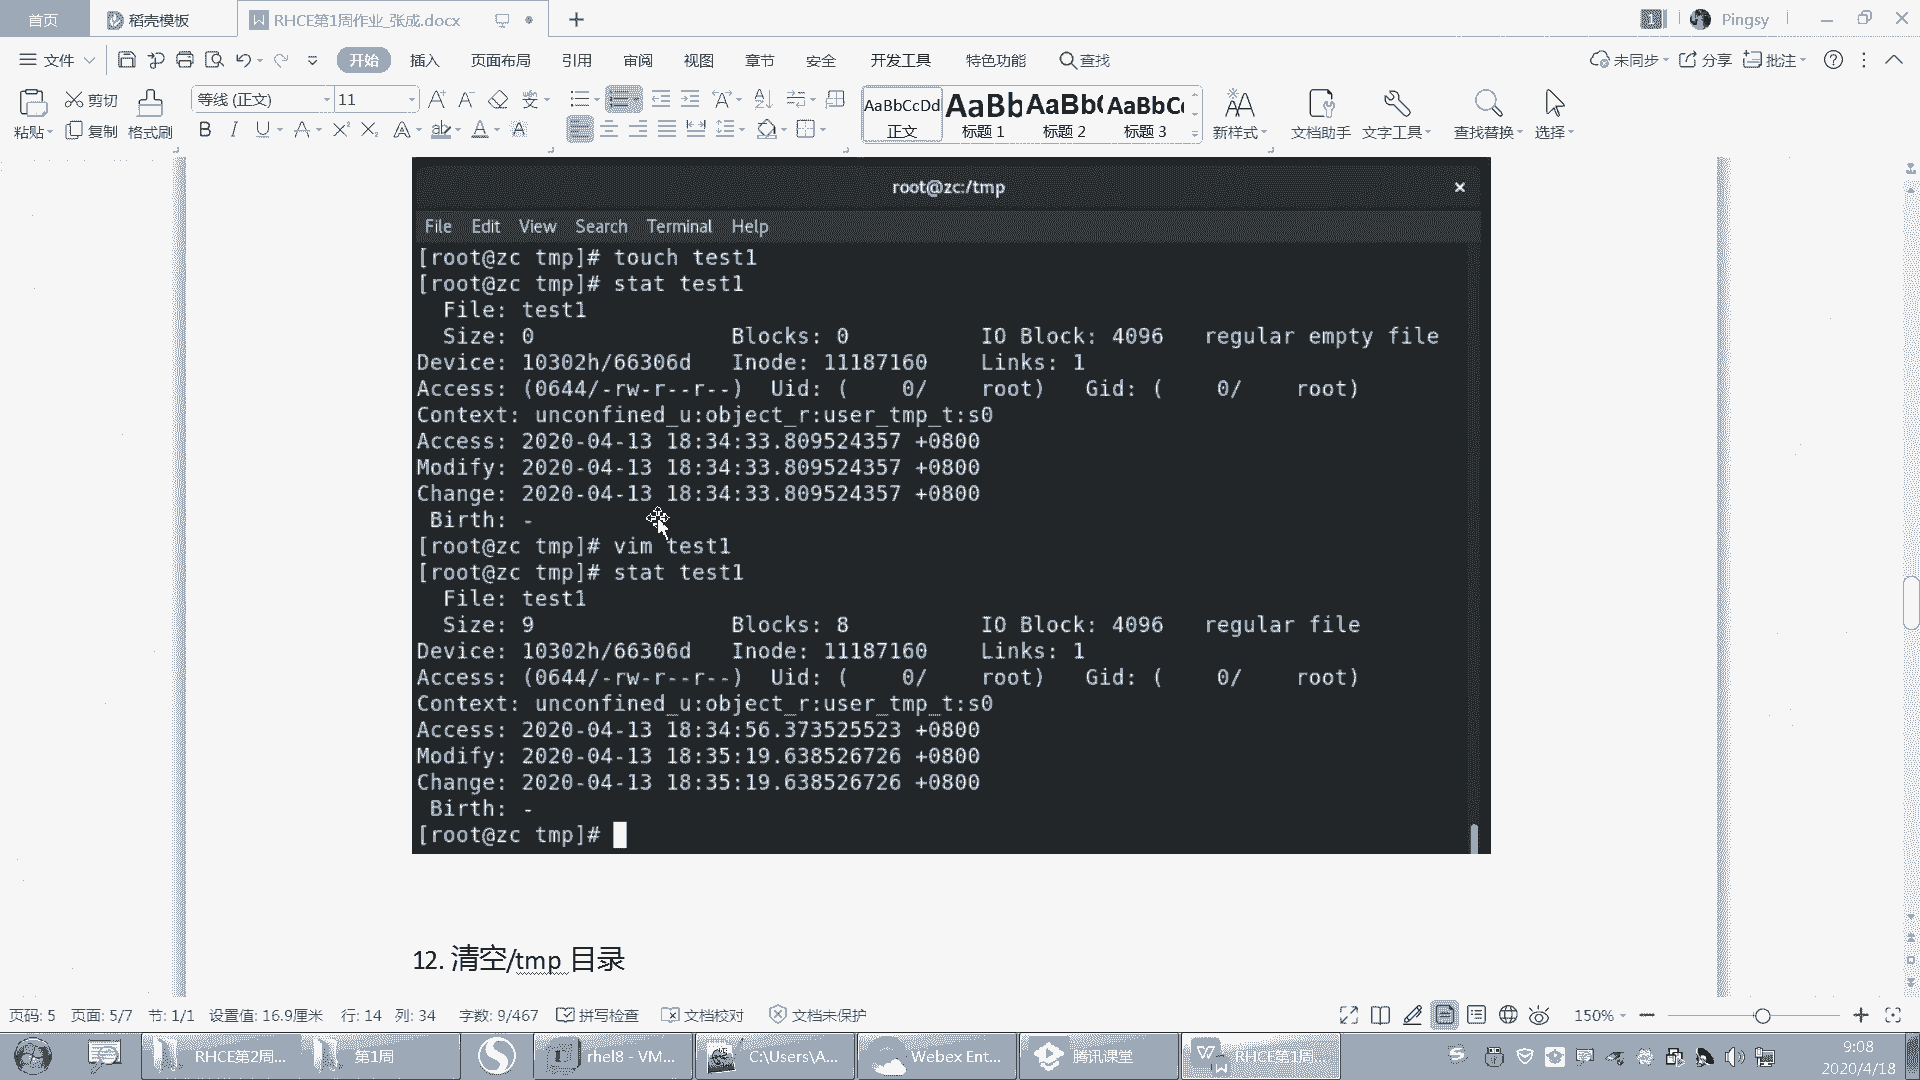 首页
稻壳模板
RHCE第1周作业_张成.docx
1
Pingsy
文件
开始
插入
页面布局
引用
审阅
视图
章节
安全
开发工具
特色功能
查找
未同步
分享
批注
粘贴
剪切
复制
格式刷
等线 (正文)
11
AaBbCcDd
正文
AaBb
标题 1
AaBb(
标题 2
AaBbC
标题 3
新样式
文档助手
文字工具
查找替换
选择
root@zc:/tmp
File Edit View Search Terminal Help
[root@zc tmp]# touch test1
[root@zc tmp]# stat test1
File: test1
Size: 0 Blocks: 0 IO Block: 4096 regular empty file
Device: 10302h/66306d Inode: 11187160 Links: 1
Access: (0644/-rw-r--r--) Uid: ( 0/ root) Gid: ( 0/ root)
Context: unconfined_u:object_r:user_tmp_t:s0
Access: 2020-04-13 18:34:33.809524357 +0800
Modify: 2020-04-13 18:34:33.809524357 +0800
Change: 2020-04-13 18:34:33.809524357 +0800
Birth: -
[root@zc tmp]# vim test1
[root@zc tmp]# stat test1
File: test1
Size: 9 Blocks: 8 IO Block: 4096 regular file
Device: 10302h/66306d Inode: 11187160 Links: 1
Access: (0644/-rw-r--r--) Uid: ( 0/ root) Gid: ( 0/ root)
Context: unconfined_u:object_r:user_tmp_t:s0
Access: 2020-04-13 18:34:56.373525523 +0800
Modify: 2020-04-13 18:35:19.638526726 +0800
Change: 2020-04-13 18:35:19.638526726 +0800
Birth: -
[root@zc tmp]#
12. 清空/tmp 目录
页码: 5 页面: 5/7 节: 1/1 设置值: 16.9厘米 行: 14 列: 34 字数: 9/467 拼写检查 文档校对 文档未保护 150%
RHCE第2周... 第1周 rhel8 - VM... C:\Users\A... Webex Ent... 腾讯课堂 RHCE第1周...
9:08
2020/4/18